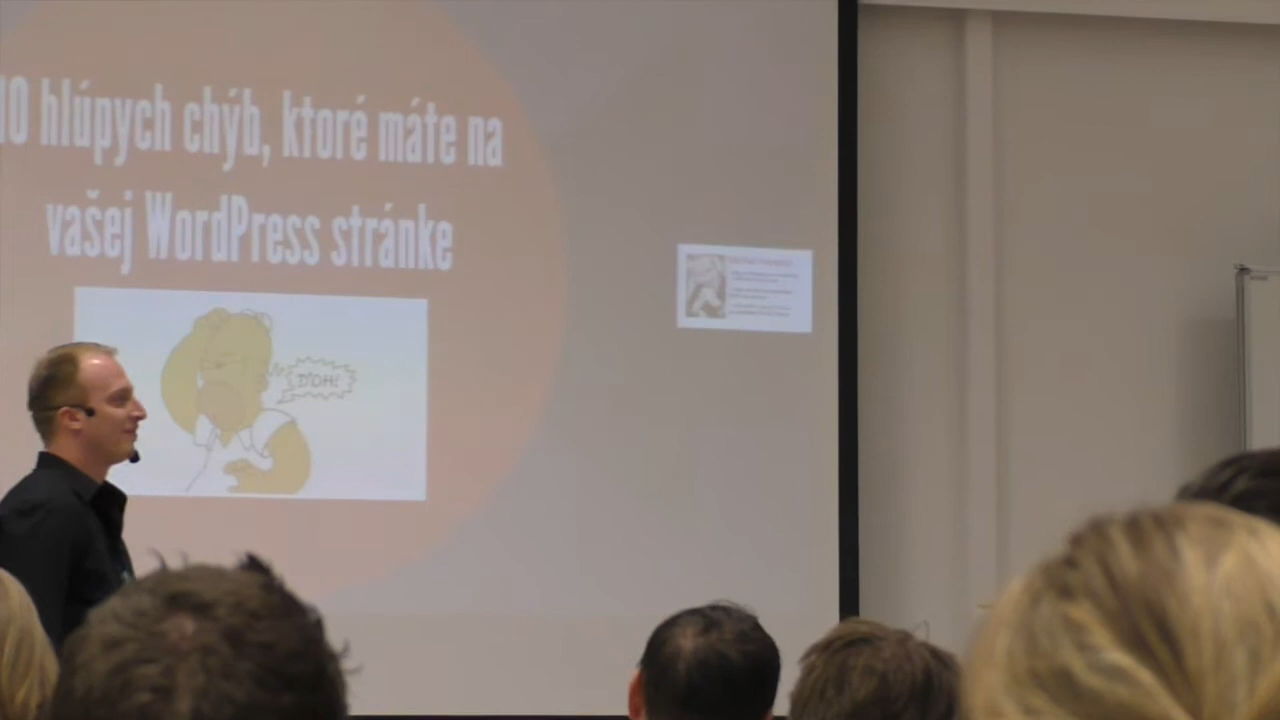 10 hlúpych chýb, ktoré máte na
vašej WordPress stránke
D'OH!